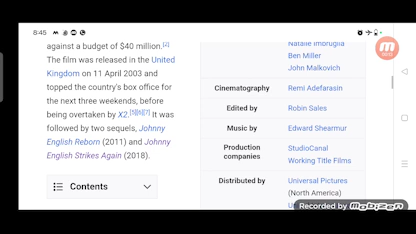 8:45
against a budget of $40 million.[2]
The film was released in the United
Kingdom on 11 April 2003 and
topped the country's box office for
the next three weekends, before
being overtaken by X2.[5][6][7] It was
followed by two sequels, Johnny
English Reborn (2011) and Johnny
English Strikes Again (2018).
Contents
Natalie Imbruglia
Ben Miller
John Malkovich
Cinematography Remi Adefarasin
Edited by Robin Sales
Music by Edward Shearmur
Production StudioCanal
companies Working Title Films
Distributed by Universal Pictures
(North America)
Recorded by Mobizen